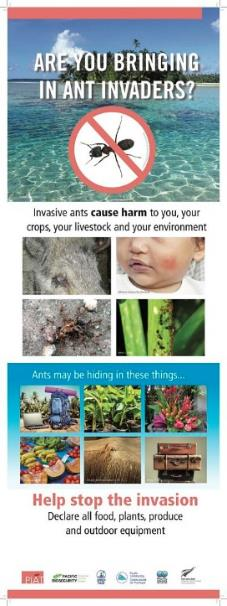 ARE YOU BRINGING
IN ANT INVADERS?
Invasive ants cause harm to you, your
crops, your livestock and your environment
Ants may be hiding in these things...
Help stop the invasion
Declare all food, plants, produce
and outdoor equipment
PIAT
PACIFIC
BIOSECURITY